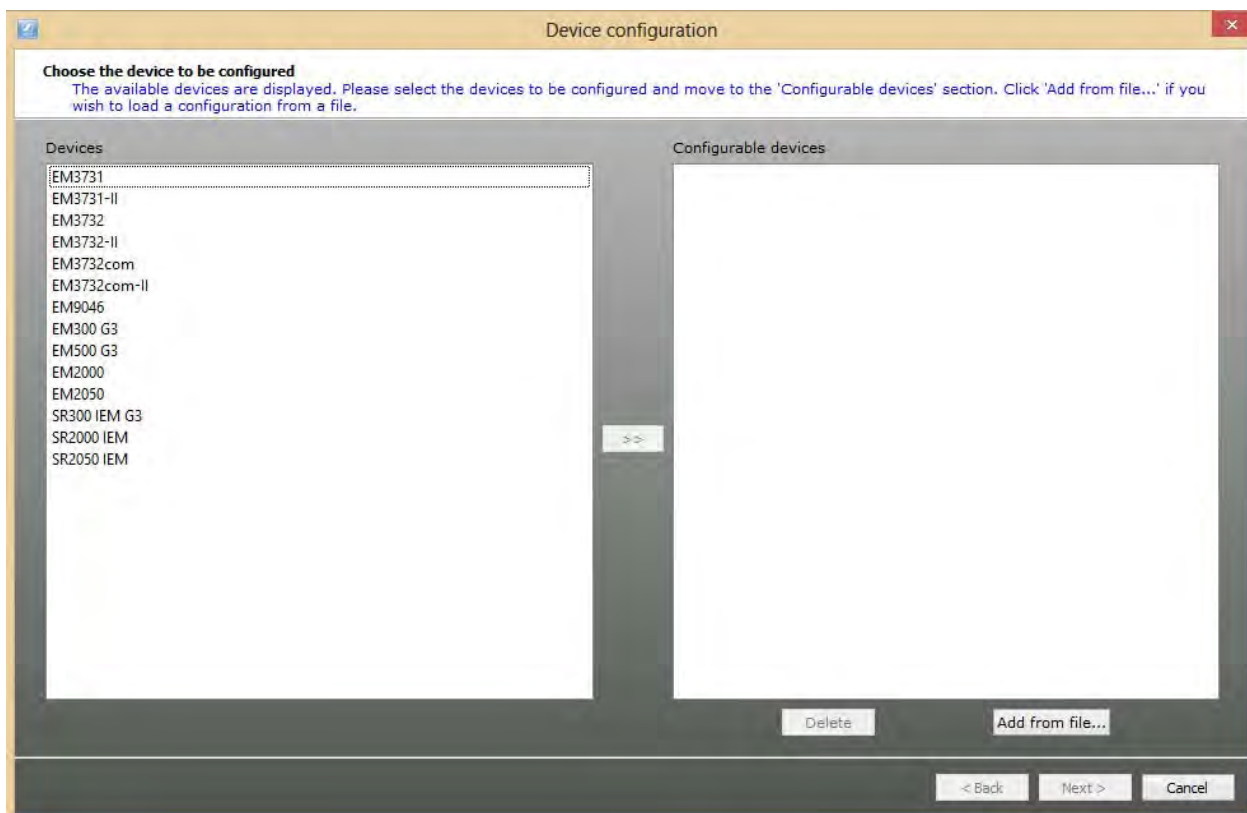 Device configuration
Choose the device to be configured
The available devices are displayed. Please select the devices to be configured and move to the 'Configurable devices' section. Click 'Add from file...' if you
wish to load a configuration from a file.
Devices
Configurable devices
EM3731
EM3731-II
EM3732
EM3732-II
EM3732com
EM3732com-II
EM9046
EM300 G3
EM500 G3
EM2000
EM2050
SR300 IEM G3
SR2000 IEM
SR2050 IEM
>>
Delete
Add from file...
< Back
Next >
Cancel